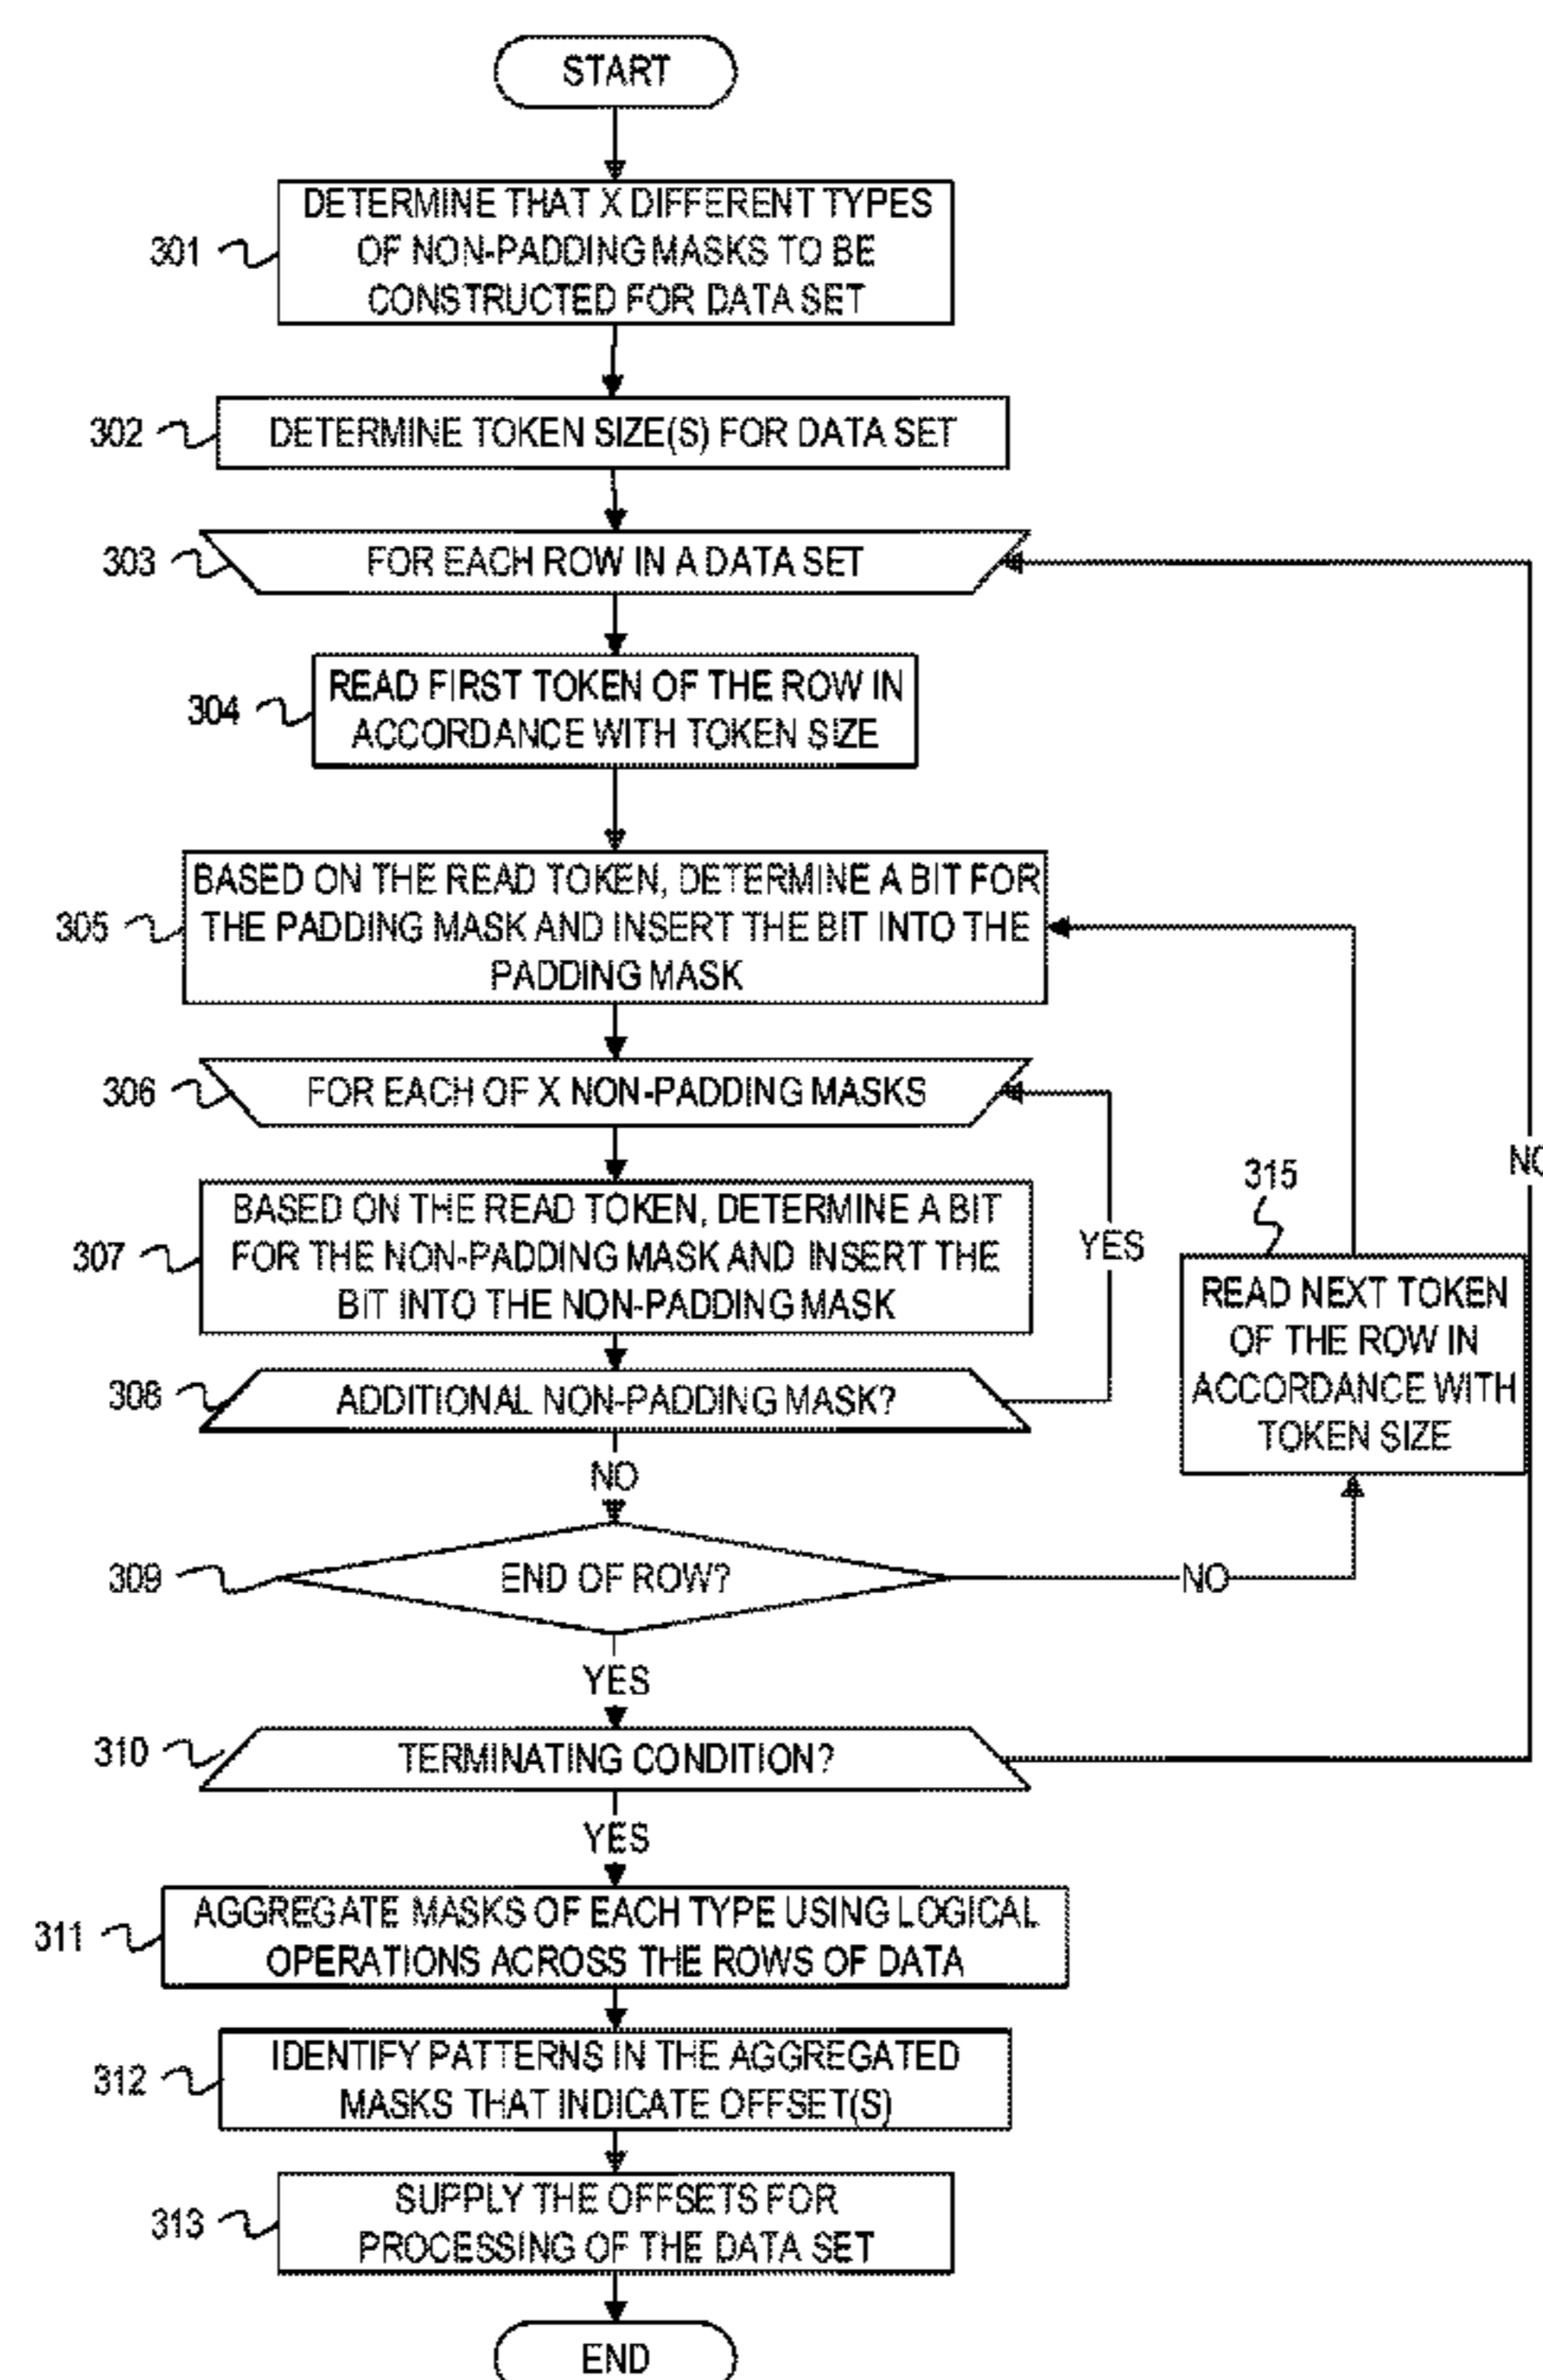 START
301
DETERMINE THAT X DIFFERENT TYPES
OF NON-PADDING MASKS TO BE
CONSTRUCTED FOR DATA SET
302
DETERMINE TOKEN SIZE(S) FOR DATA SET
303
FOR EACH ROW IN A DATA SET
304
READ FIRST TOKEN OF THE ROW IN
ACCORDANCE WITH TOKEN SIZE
305
BASED ON THE READ TOKEN, DETERMINE A BIT FOR
THE PADDING MASK AND INSERT THE BIT INTO THE
PADDING MASK
306
FOR EACH OF X NON-PADDING MASKS
307
BASED ON THE READ TOKEN, DETERMINE A BIT
FOR THE NON-PADDING MASK AND INSERT THE
BIT INTO THE NON-PADDING MASK
YES
315
READ NEXT TOKEN
OF THE ROW IN
ACCORDANCE WITH
TOKEN SIZE
NO
308
ADDITIONAL NON-PADDING MASK?
NO
309
END OF ROW?
NO
YES
310
TERMINATING CONDITION?
YES
311
AGGREGATE MASKS OF EACH TYPE USING LOGICAL
OPERATIONS ACROSS THE ROWS OF DATA
312
IDENTIFY PATTERNS IN THE AGGREGATED
MASKS THAT INDICATE OFFSET(S)
313
SUPPLY THE OFFSETS FOR
PROCESSING OF THE DATA SET
END